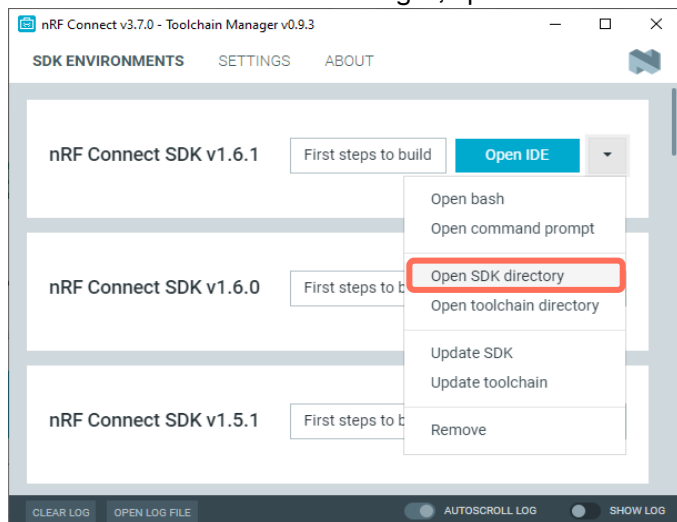 nRF Connect v3.7.0 - Toolchain Manager v0.9.3
SDK ENVIRONMENTS SETTINGS ABOUT
nRF Connect SDK v1.6.1 First steps to build Open IDE
Open bash
Open command prompt
Open SDK directory
nRF Connect SDK v1.6.0 First steps to b
Open toolchain directory
Update SDK
Update toolchain
nRF Connect SDK v1.5.1 First steps to b
Remove
CLEAR LOG OPEN LOG FILE AUTOSCROLL LOG SHOW LOG